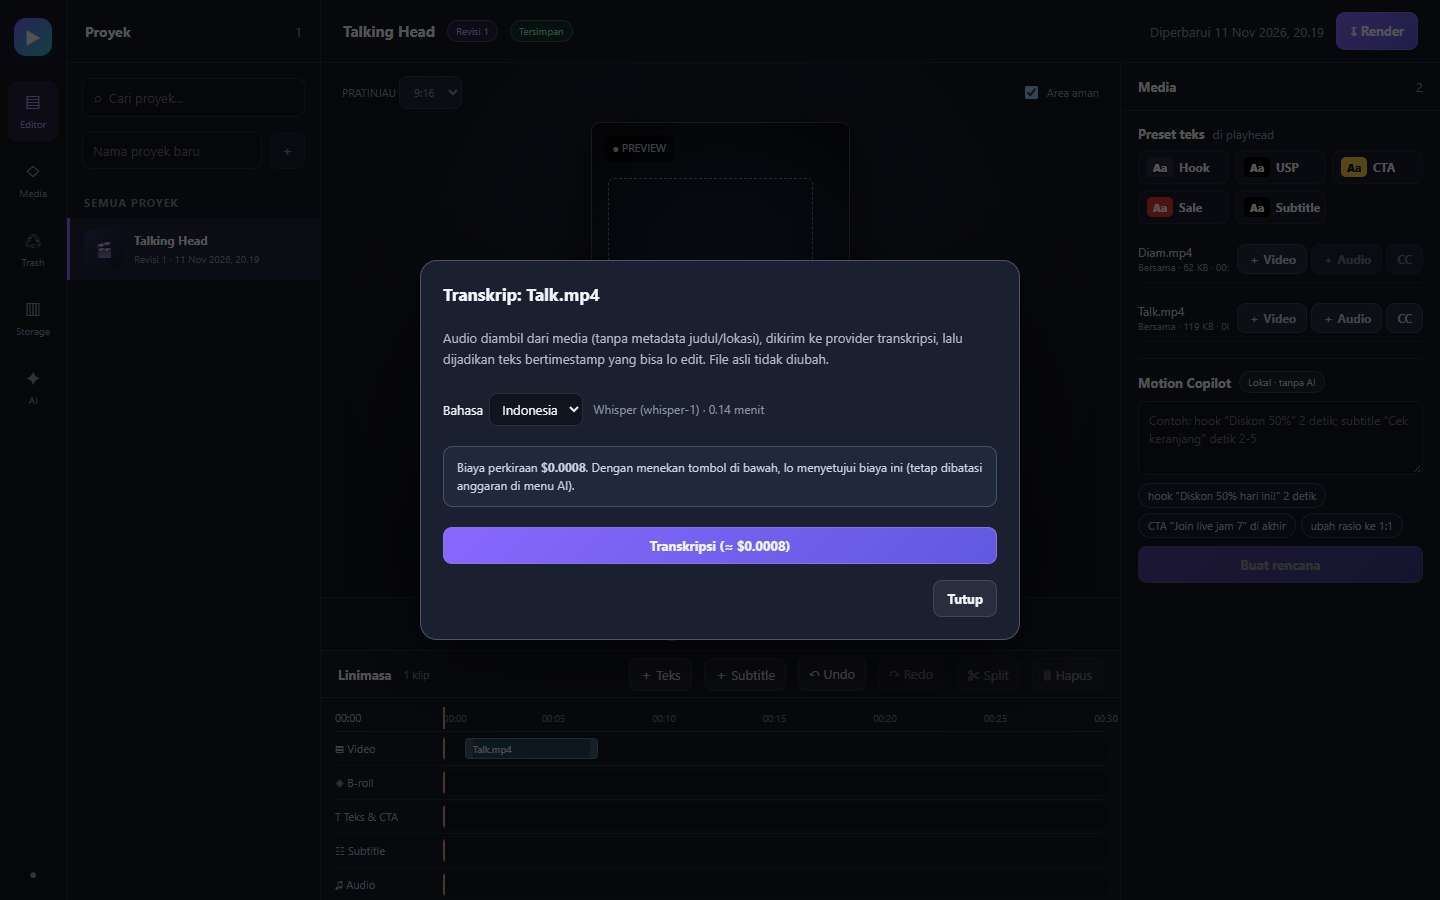 Proyek
1
Talking Head
Revisi 1
Tersimpan
Diperbarui 11 Nov 2026, 20.19
↧ Render
Editor
Media
Trash
Storage
AI
Cari proyek...
Nama proyek baru
+
SEMUA PROYEK
Talking Head
Revisi 1 · 11 Nov 2026, 20.19
PRATINJAU
9:16
Area aman
● PREVIEW
Transkrip: Talk.mp4
Audio diambil dari media (tanpa metadata judul/lokasi), dikirim ke provider transkripsi, lalu
dijadikan teks bertimestamp yang bisa lo edit. File asli tidak diubah.
Bahasa
Indonesia
Whisper (whisper-1) · 0.14 menit
Biaya perkiraan $0.0008. Dengan menekan tombol di bawah, lo menyetujui biaya ini (tetap dibatasi
anggaran di menu AI).
Transkripsi (≈ $0.0008)
Tutup
Media
2
Preset teks di playhead
Aa Hook
Aa USP
Aa CTA
Aa Sale
Aa Subtitle
Diam.mp4
Bersama · 62 KB · 00:
+ Video
+ Audio
CC
Talk.mp4
Bersama · 119 KB · 0(
+ Video
+ Audio
CC
Motion Copilot
Lokal · tanpa AI
Contoh: hook "Diskon 50%" 2 detik; subtitle "Cek
keranjang" detik 2-5
hook "Diskon 50% hari ini!" 2 detik
CTA "Join live jam 7" di akhir
ubah rasio ke 1:1
Buat rencana
Linimasa
1 klip
+ Teks
+ Subtitle
↶ Undo
↷ Redo
Split
Hapus
00:00
00:00
00:05
00:10
00:15
00:20
00:25
00:30
Video
Talk.mp4
B-roll
T Teks & CTA
Subtitle
♫ Audio